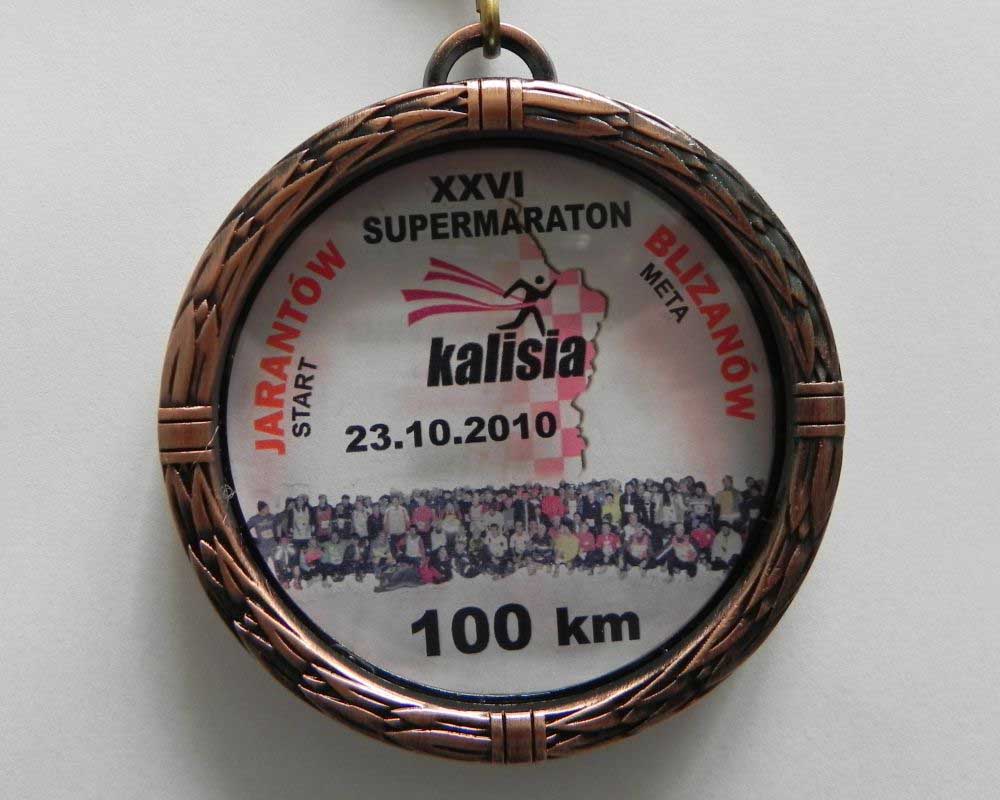 XXVI
SUPERMARATON
JARANTÓW
START
BLIZANÓW
META
kalisia
23.10.2010
100 km